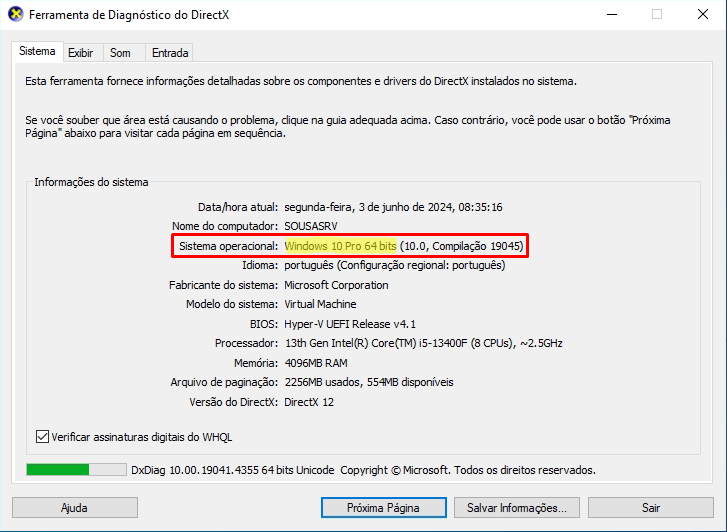 Ferramenta de Diagnóstico do DirectX
Sistema Exibir Som Entrada
Esta ferramenta fornece informações detalhadas sobre os componentes e drivers do DirectX instalados no sistema.
Se você souber que área está causando o problema, clique na guia adequada acima. Caso contrário, você pode usar o botão "Próxima
Página" abaixo para visitar cada página em sequência.
Informações do sistema
Data/hora atual: segunda-feira, 3 de junho de 2024, 08:35:16
Nome do computador: SOUSASRV
Sistema operacional: Windows 10 Pro 64 bits (10.0, Compilação 19045)
Idioma: português (Configuração regional: português)
Fabricante do sistema: Microsoft Corporation
Modelo do sistema: Virtual Machine
BIOS: Hyper-V UEFI Release v4.1
Processador: 13th Gen Intel(R) Core(TM) i5-13400F (8 CPUs), ~2.5GHz
Memória: 4096MB RAM
Arquivo de paginação: 2256MB usados, 554MB disponíveis
Versão do DirectX: DirectX 12
Verificar assinaturas digitais do WHQL
DxDiag 10.00.19041.4355 64 bits Unicode Copyright © Microsoft. Todos os direitos reservados.
Ajuda Próxima Página Salvar Informações... Sair